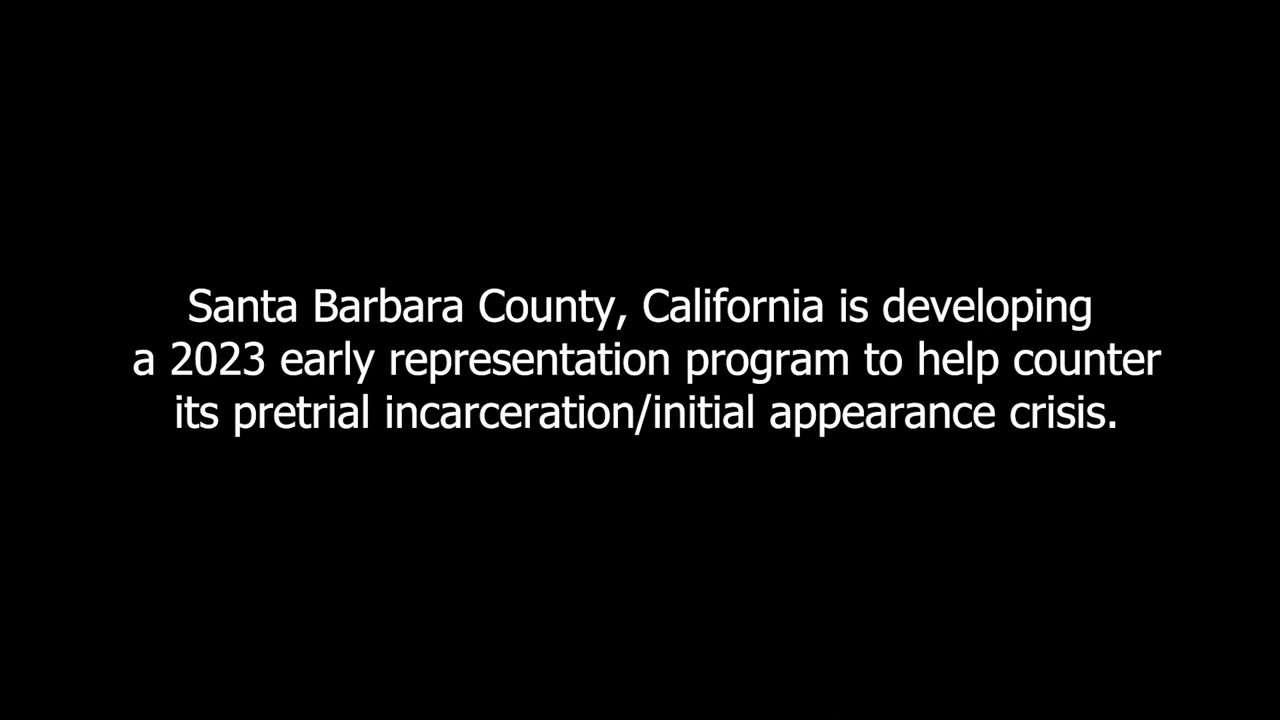 Santa Barbara County, California is developing
a 2023 early representation program to help counter
its pretrial incarceration/initial appearance crisis.